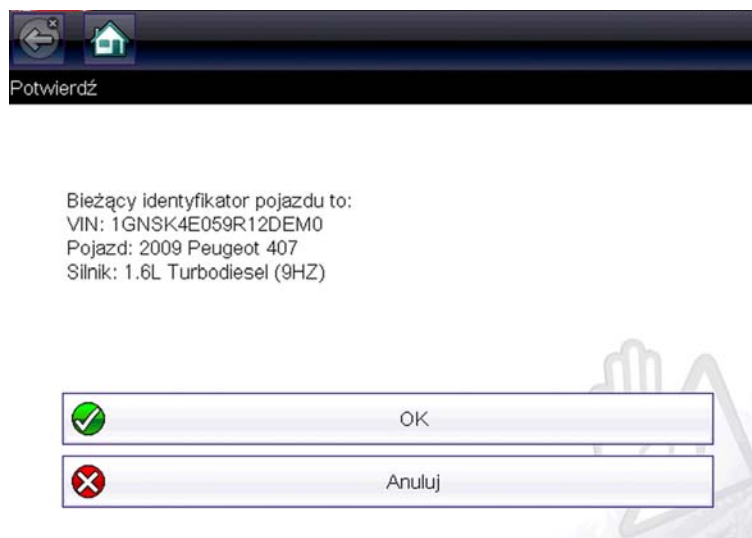 Potwierdź
Bieżący identyfikator pojazdu to:
VIN: 1GNSK4E059R12DEM0
Pojazd: 2009 Peugeot 407
Silnik: 1.6L Turbodiesel (9HZ)
OK
Anuluj